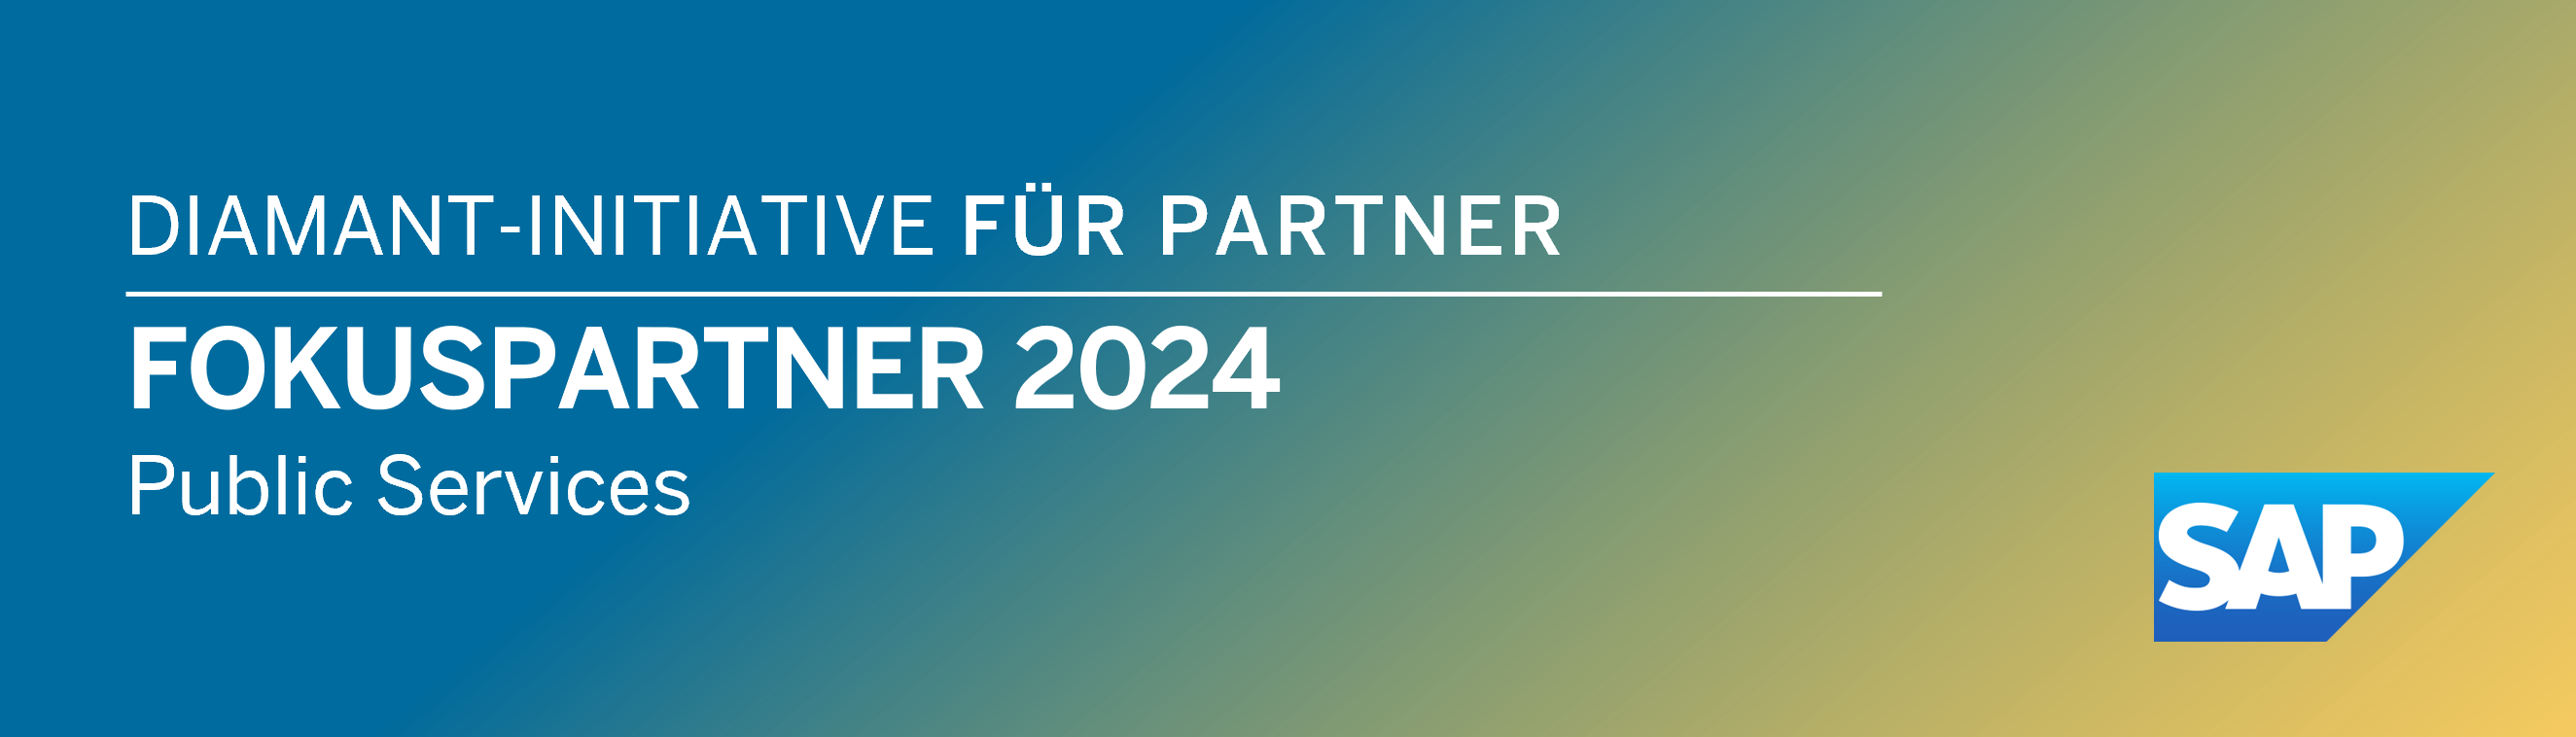 DIAMANT-INITIATIVE FÜR PARTNER
FOKUSPARTNER 2024
Public Services
SAP